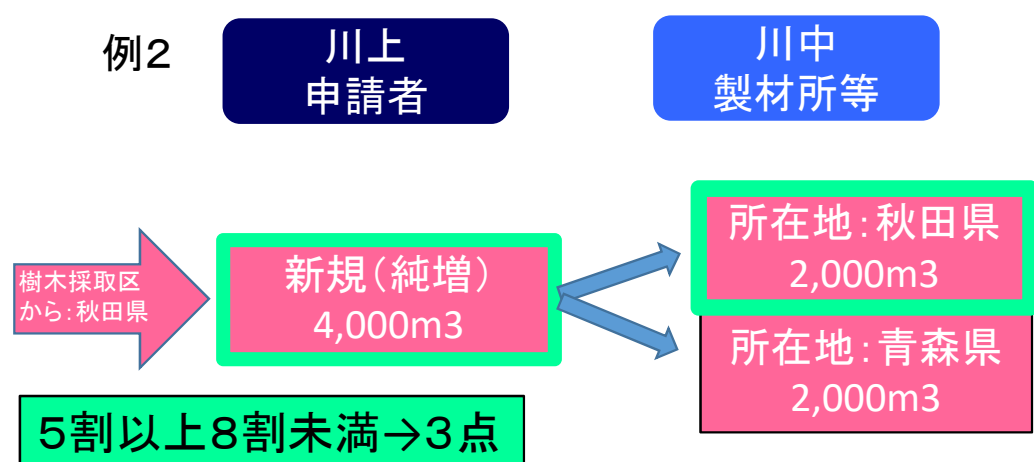 例2
川上
申請者
川中
製材所等
樹木採取区
から:秋田県
新規(純増)
4,000m3
所在地:秋田県
2,000m3
所在地:青森県
2,000m3
5割以上8割未満→3点